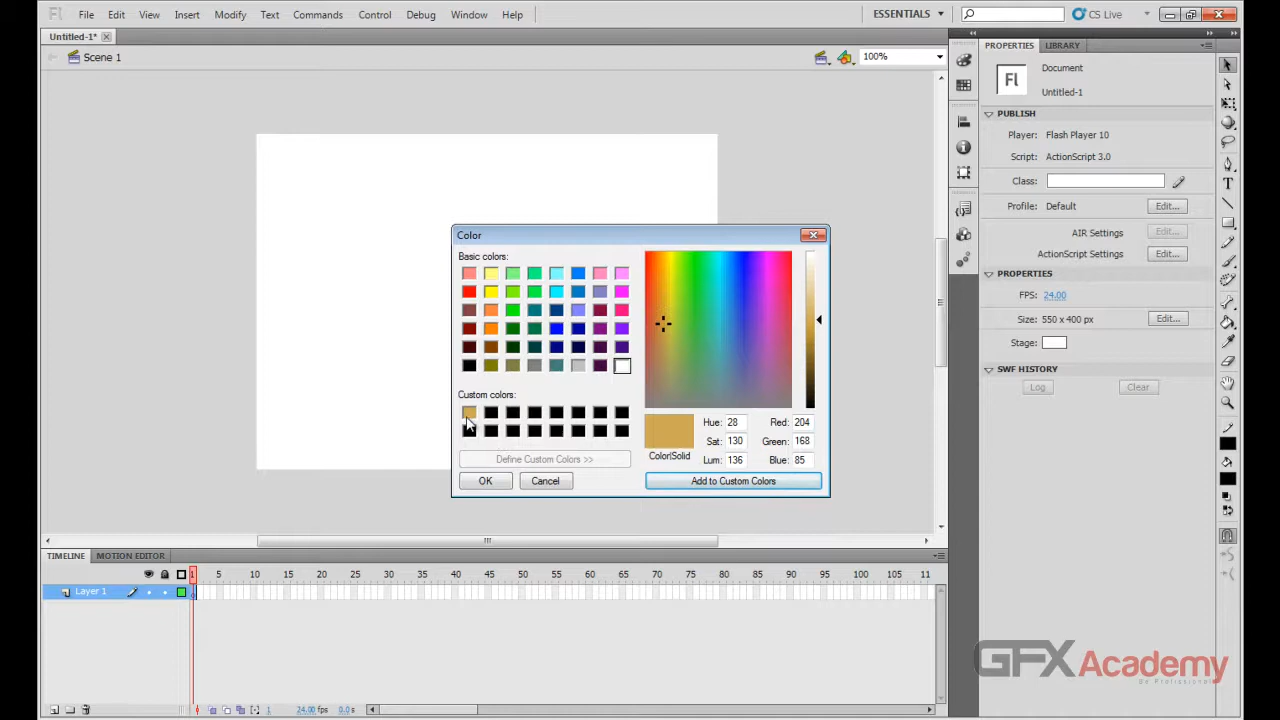 Fl File Edit View Insert Modify Text Commands Control Debug Window Help ESSENTIALS CS Live
Untitled-1*
Scene 1 100%
PROPERTIES LIBRARY
Fl Document
Untitled-1
PUBLISH
Player: Flash Player 10
Script: ActionScript 3.0
Class:
Profile: Default Edit...
AIR Settings Edit...
ActionScript Settings Edit...
PROPERTIES
FPS: 24.00
Size: 550 x 400 px Edit...
Stage:
SWF HISTORY
Log Clear
Color
Basic colors:
Custom colors:
Define Custom Colors >>
OK Cancel
Hue: 28 Red: 204
Sat: 130 Green: 168
Lum: 136 Blue: 85
Color|Solid
Add to Custom Colors
TIMELINE MOTION EDITOR
1 5 10 15 20 25 30 35 40 45 50 55 60 65 70 75 80 85 90 95 100 105 11
Layer 1
1 24.00 fps 0.0 s
GFX Academy
Be Professional